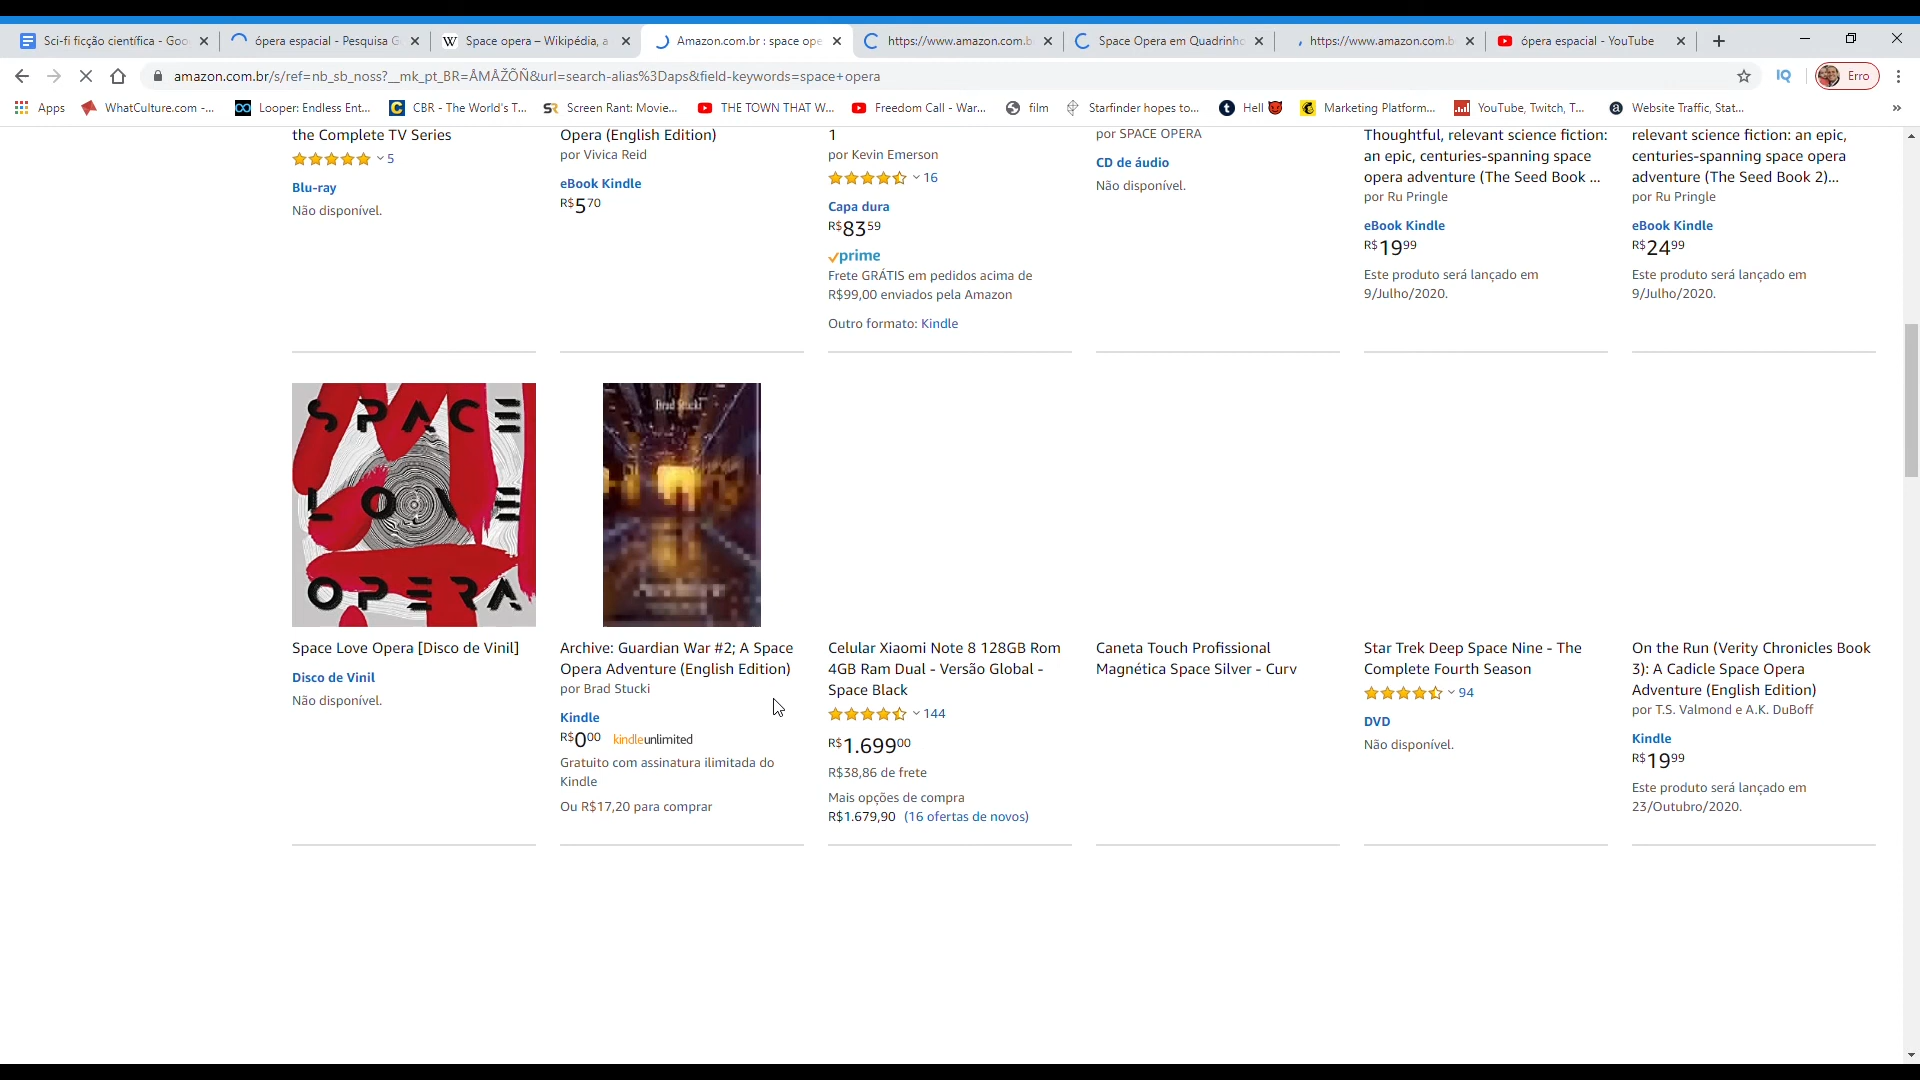 Sci-fi ficção científica - Goo
ópera espacial - Pesquisa G
Space opera – Wikipédia, a
Amazon.com.br : space ope
https://www.amazon.com.b
Space Opera em Quadrinho
https://www.amazon.com.b
ópera espacial - YouTube
amazon.com.br/s/ref=nb_sb_noss?__mk_pt_BR=ÅMÅŽÕÑ&url=search-alias%3Daps&field-keywords=space+opera
IQ
Erro
Apps
WhatCulture.com -...
Looper: Endless Ent...
CBR - The World's T...
Screen Rant: Movie...
THE TOWN THAT W...
Freedom Call - War...
film
Starfinder hopes to...
Hell
Marketing Platform...
YouTube, Twitch, T...
Website Traffic, Stat...
the Complete TV Series
5
Blu-ray
Não disponível.
Opera (English Edition)
por Vivica Reid
eBook Kindle
R$570
1
por Kevin Emerson
16
Capa dura
R$8359
prime
Frete GRÁTIS em pedidos acima de
R$99,00 enviados pela Amazon
Outro formato: Kindle
por SPACE OPERA
CD de áudio
Não disponível.
Thoughtful, relevant science fiction:
an epic, centuries-spanning space
opera adventure (The Seed Book ...
por Ru Pringle
eBook Kindle
R$1999
Este produto será lançado em
9/Julho/2020.
relevant science fiction: an epic,
centuries-spanning space opera
adventure (The Seed Book 2)...
por Ru Pringle
eBook Kindle
R$2499
Este produto será lançado em
9/Julho/2020.
SPACE
LOVE
OPERA
Space Love Opera [Disco de Vinil]
Disco de Vinil
Não disponível.
Brad Stucki
Archive: Guardian War #2; A Space
Opera Adventure (English Edition)
por Brad Stucki
Kindle
R$000 kindleunlimited
Gratuito com assinatura ilimitada do
Kindle
Ou R$17,20 para comprar
Celular Xiaomi Note 8 128GB Rom
4GB Ram Dual - Versão Global -
Space Black
144
R$1.69900
R$38,86 de frete
Mais opções de compra
R$1.679,90 (16 ofertas de novos)
Caneta Touch Profissional
Magnética Space Silver - Curv
Star Trek Deep Space Nine - The
Complete Fourth Season
94
DVD
Não disponível.
On the Run (Verity Chronicles Book
3): A Cadicle Space Opera
Adventure (English Edition)
por T.S. Valmond e A.K. DuBoff
Kindle
R$1999
Este produto será lançado em
23/Outubro/2020.